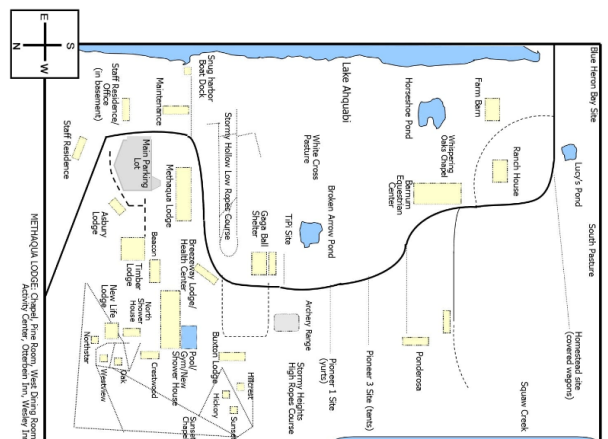 E
N
S
W
Staff Residence/
Office
(in basement)
Staff Residence
Maintenance
Snug harbor
Boat Dock
Lake Ahquabi
Horseshoe Pond
Farm Barn
Lucy's Pond
Blue Heron Bay Site
South Pasture
Ranch House
Whispering
Oaks Chapel
Barnum
Equestrian
Center
White Cross
Pasture
Broken Arrow Pond
Stormy Hollow Low Ropes Course
Main Parking
Lot
Methaqua Lodge
Gaga Ball
Shelter
TiPi Site
Asbury
Lodge
Timber
Lodge
Beacon
Breezeway Lodge/
Health Center
Archery Range
Pioneer 1 Site
(yurts)
Pioneer 3 Site (tents)
Ponderosa
Homestead site
(covered wagons)
Squaw Creek
New Life
Lodge
North
Shower
House
Pool/
Gym/New
Shower House
Buxton Lodge
Stormy Heights
High Ropes Course
Northstar
Westview
Oak
Crestwood
Hillcrest
Hickory
Sunset
Sunset
Chapel
METHAQUA LODGE: Chapel, Pine Room, West Dining Room
Activity Center, Otterbein Inn, Wesley In